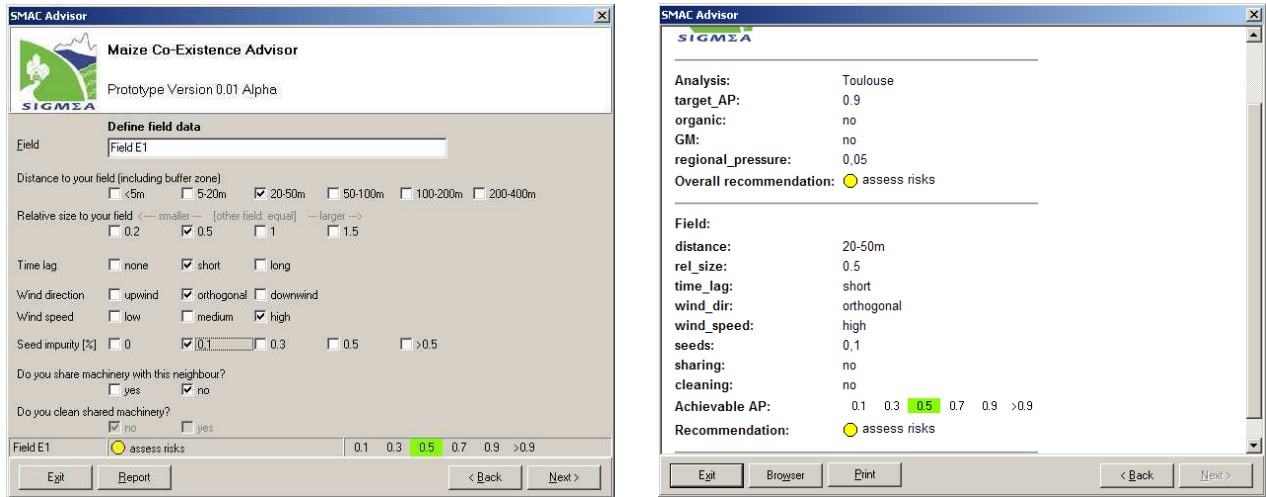 SMAC Advisor
SIGMΣA
Maize Co-Existence Advisor
Prototype Version 0.01 Alpha
Define field data
Field Field E1
Distance to your field (including buffer zone)
<5m 5-20m 20-50m 50-100m 100-200m 200-400m
Relative size to your field <---- smaller --- [other field: equal] --- larger --->
0.2 0.5 1 1.5
Time lag none short long
Wind direction upwind orthogonal downwind
Wind speed low medium high
Seed impurity [%] 0 0,1 0.3 0.5 >0.5
Do you share machinery with this neighbour?
yes no
Do you clean shared machinery?
no yes
Field E1 assess risks 0.1 0.3 0.5 0.7 0.9 >0.9
Exit Report < Back Next >
SMAC Advisor
SIGMΣA
Analysis: Toulouse
target_AP: 0.9
organic: no
GM: no
regional_pressure: 0,05
Overall recommendation: assess risks
Field:
distance: 20-50m
rel_size: 0.5
time_lag: short
wind_dir: orthogonal
wind_speed: high
seeds: 0,1
sharing: no
cleaning: no
Achievable AP: 0.1 0.3 0.5 0.7 0.9 >0.9
Recommendation: assess risks
Exit Browser Print < Back Next >